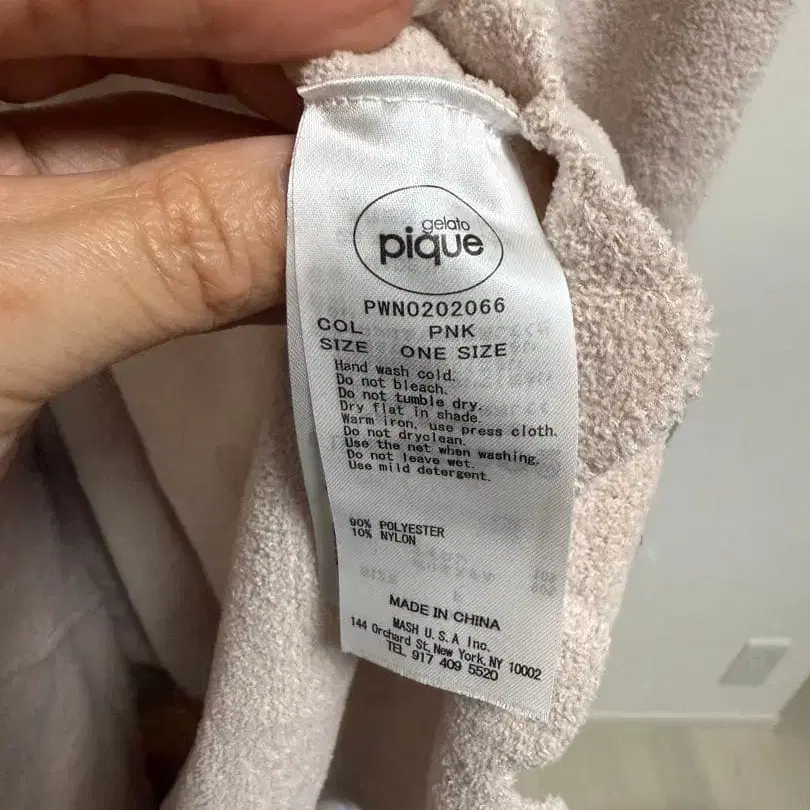 gelato
pique
PWNO202066
COL PNK
SIZE ONE SIZE
Hand wash cold.
Do not bleach.
Do not tumble dry.
Dry flat in shade.
Warm iron, use press cloth.
Do not dryclean.
Use the net when washing.
Do not leave wet.
Use mild detergent.
90% POLYESTER
10% NYLON
MADE IN CHINA
MASH U.S.A Inc.
144 Orchard St, New York, NY 10002
TEL 917 409 5520